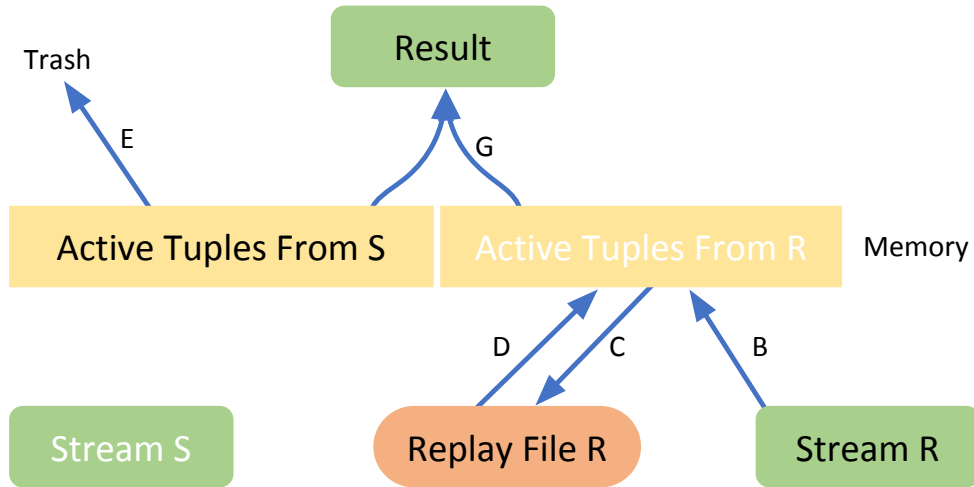 Result
Trash
E
G
Active Tuples From S
Active Tuples From R
Memory
D
C
B
Stream S
Replay File R
Stream R